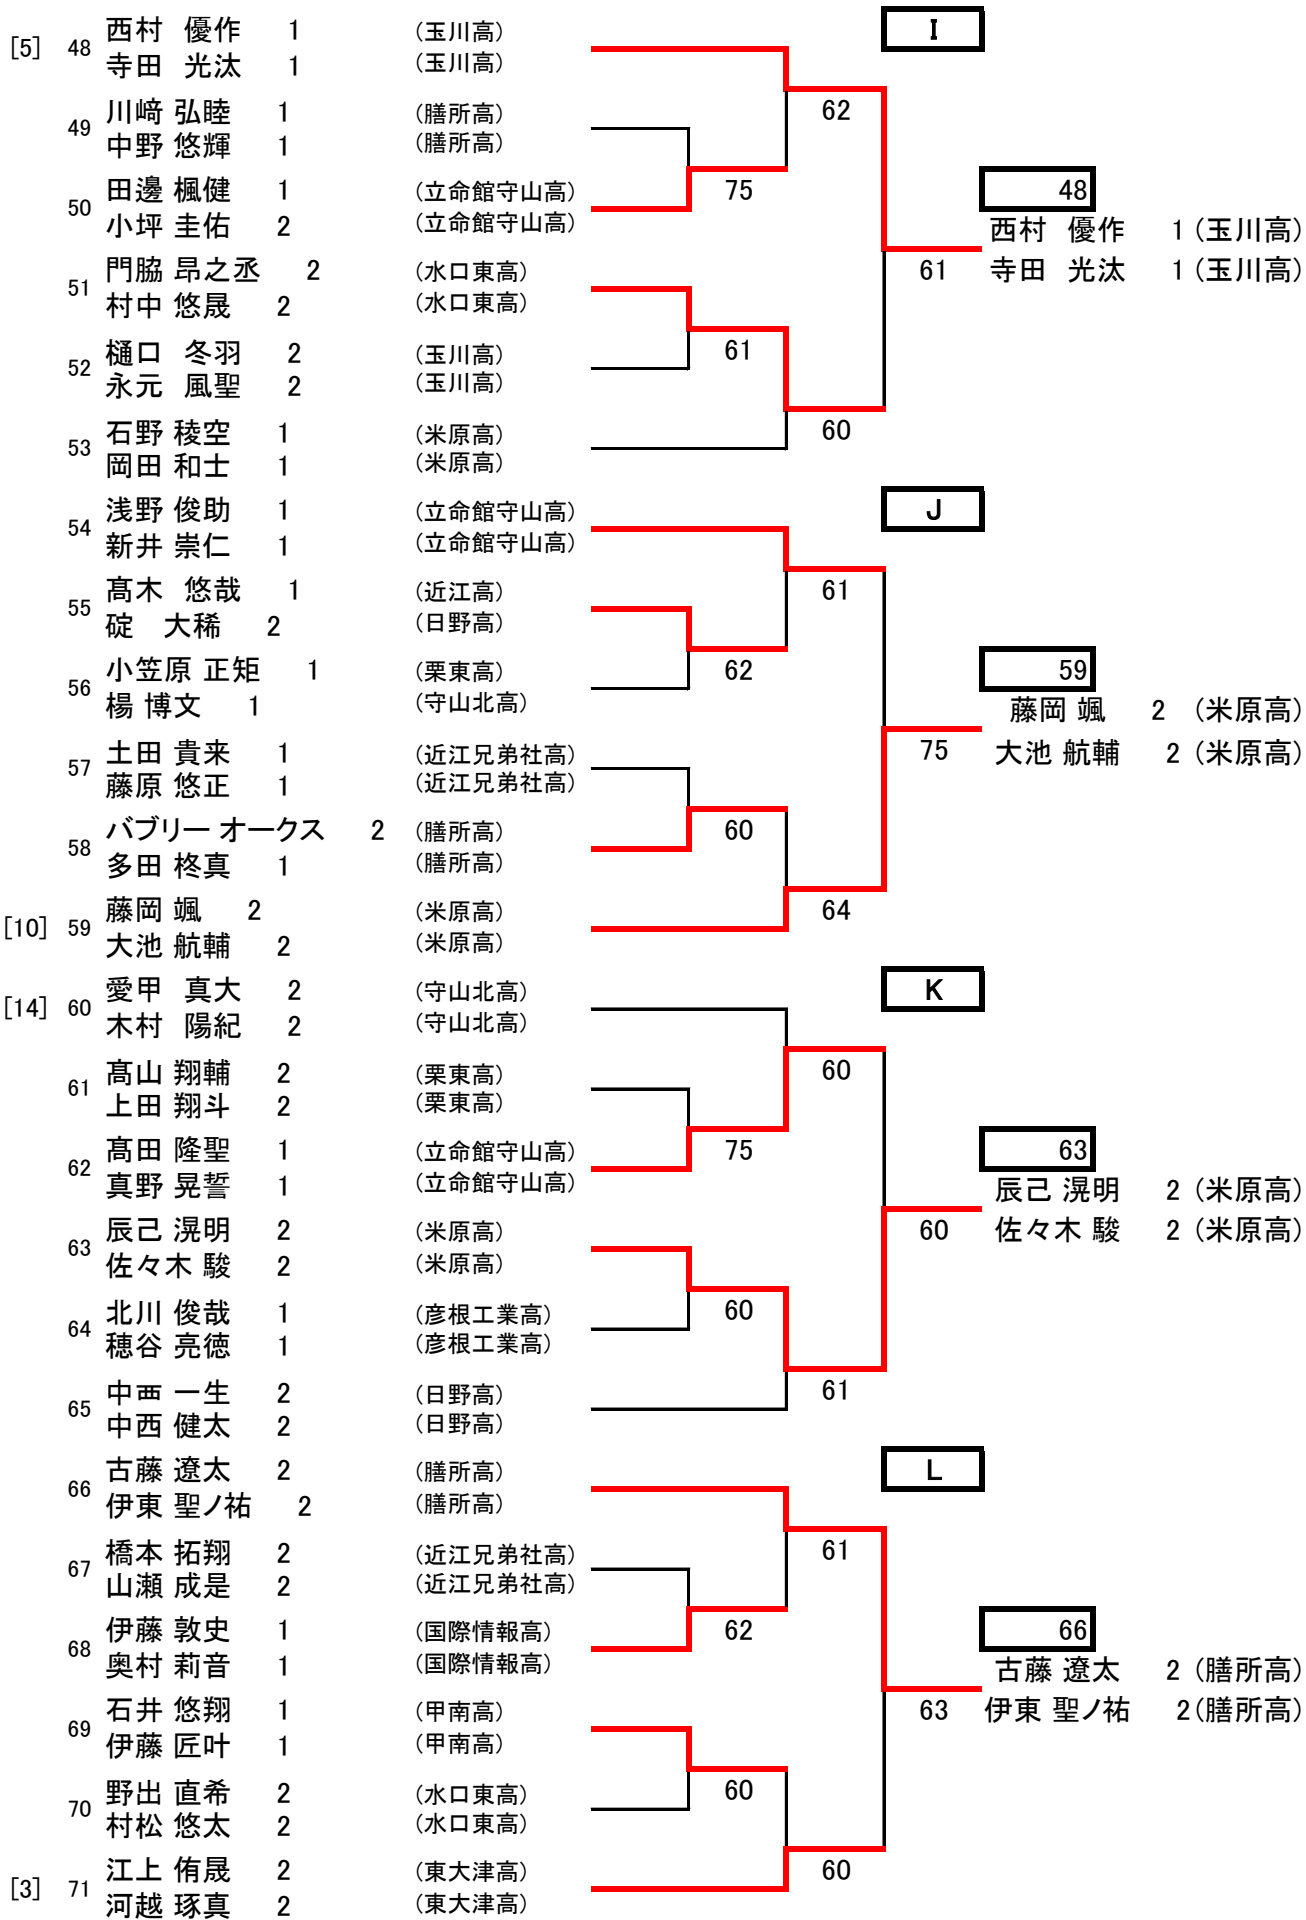 [5] 48 西村　優作 1 (玉川高)
寺田　光汰 1 (玉川高)
I
62
49 川﨑 弘睦 1 (膳所高)
中野 悠輝 1 (膳所高)
75
50 田邊 楓健 1 (立命館守山高)
小坪 圭佑 2 (立命館守山高)
48
西村　優作 1 (玉川高)
61 寺田　光汰 1 (玉川高)
51 門脇 昂之丞 2 (水口東高)
村中 悠晟 2 (水口東高)
61
52 樋口　冬羽 2 (玉川高)
永元　風聖 2 (玉川高)
60
53 石野 稜空 1 (米原高)
岡田 和士 1 (米原高)
J
54 浅野 俊助 1 (立命館守山高)
新井 崇仁 1 (立命館守山高)
61
55 髙木　悠哉 1 (近江高)
碇　大稀 2 (日野高)
62
56 小笠原 正矩 1 (栗東高)
楊 博文 1 (守山北高)
59
藤岡 颯 2 (米原高)
75 大池 航輔 2 (米原高)
57 土田 貴来 1 (近江兄弟社高)
藤原 悠正 1 (近江兄弟社高)
60
58 バブリー オークス 2 (膳所高)
多田 柊真 1 (膳所高)
64
[10] 59 藤岡 颯 2 (米原高)
大池 航輔 2 (米原高)
K
[14] 60 愛甲　真大 2 (守山北高)
木村　陽紀 2 (守山北高)
60
61 髙山 翔輔 2 (栗東高)
上田 翔斗 2 (栗東高)
75
62 髙田 隆聖 1 (立命館守山高)
真野 晃誓 1 (立命館守山高)
63
辰己 滉明 2 (米原高)
60 佐々木 駿 2 (米原高)
63 辰己 滉明 2 (米原高)
佐々木 駿 2 (米原高)
60
64 北川 俊哉 1 (彦根工業高)
穂谷 亮徳 1 (彦根工業高)
61
65 中西 一生 2 (日野高)
中西 健太 2 (日野高)
L
66 古藤 遼太 2 (膳所高)
伊東 聖ノ祐 2 (膳所高)
61
67 橋本 拓翔 2 (近江兄弟社高)
山瀬 成是 2 (近江兄弟社高)
62
68 伊藤 敦史 1 (国際情報高)
奥村 莉音 1 (国際情報高)
66
古藤 遼太 2 (膳所高)
63 伊東 聖ノ祐 2(膳所高)
69 石井 悠翔 1 (甲南高)
伊藤 匠叶 1 (甲南高)
60
70 野出 直希 2 (水口東高)
村松 悠太 2 (水口東高)
60
[3] 71 江上 侑晟 2 (東大津高)
河越 琢真 2 (東大津高)